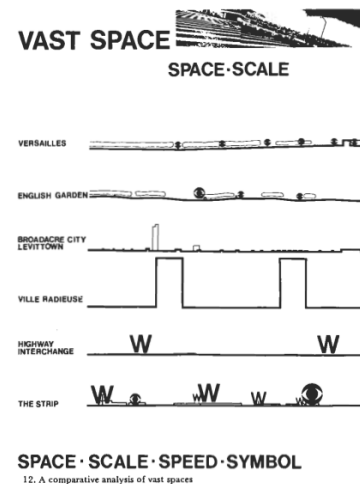 VAST SPACE
SPACE·SCALE
VERSAILLES
ENGLISH GARDEN
BROADACRE CITY
LEVITTOWN
VILLE RADIEUSE
HIGHWAY
INTERCHANGE
W W
THE STRIP
W W W W
SPACE·SCALE·SPEED·SYMBOL
12. A comparative analysis of vast spaces